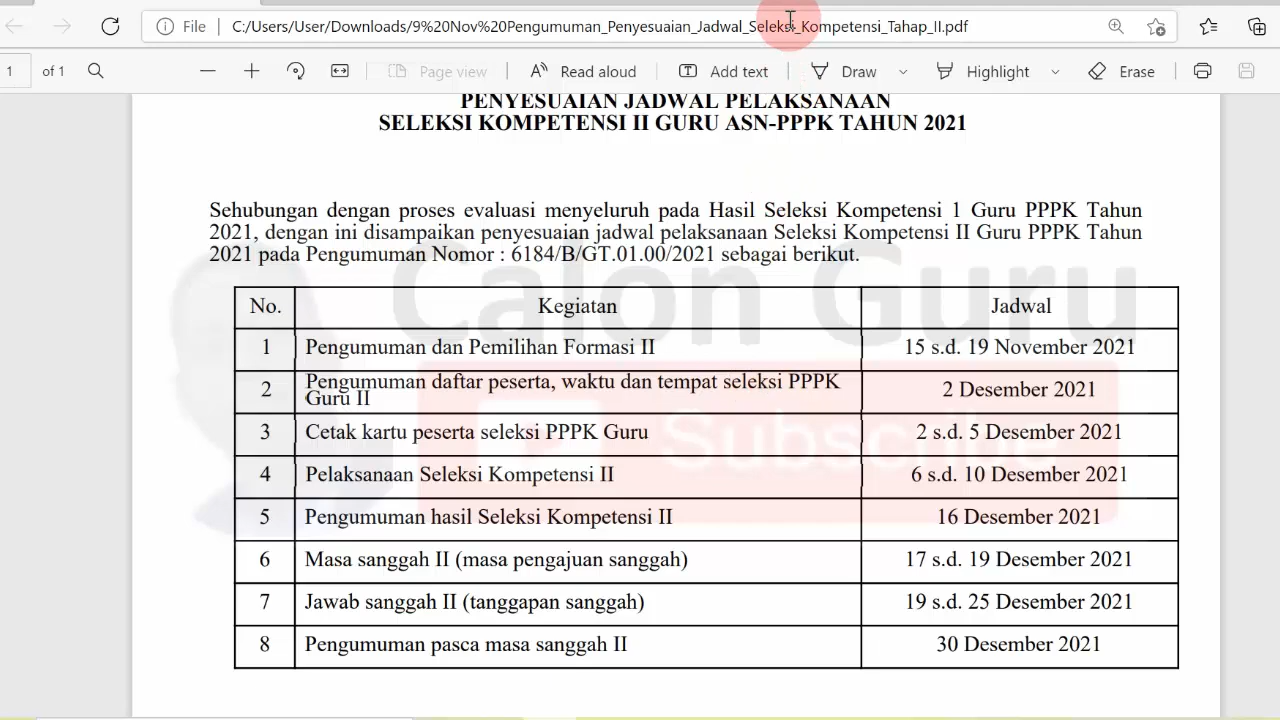 File
C:/Users/User/Downloads/9%20Nov%20Pengumuman_Penyesuaian_Jadwal_Seleksi_Kompetensi_Tahap_II.pdf
1 of 1 Page view Read aloud Add text Draw Highlight Erase
PENYESUAIAN JADWAL PELAKSANAAN
SELEKSI KOMPETENSI II GURU ASN-PPPK TAHUN 2021
Sehubungan dengan proses evaluasi menyeluruh pada Hasil Seleksi Kompetensi 1 Guru PPPK Tahun
2021, dengan ini disampaikan penyesuaian jadwal pelaksanaan Seleksi Kompetensi II Guru PPPK Tahun
2021 pada Pengumuman Nomor : 6184/B/GT.01.00/2021 sebagai berikut.
Calon Guru
Subscribe
No. Kegiatan Jadwal
1 Pengumuman dan Pemilihan Formasi II 15 s.d. 19 November 2021
2 Pengumuman daftar peserta, waktu dan tempat seleksi PPPK Guru II 2 Desember 2021
3 Cetak kartu peserta seleksi PPPK Guru 2 s.d. 5 Desember 2021
4 Pelaksanaan Seleksi Kompetensi II 6 s.d. 10 Desember 2021
5 Pengumuman hasil Seleksi Kompetensi II 16 Desember 2021
6 Masa sanggah II (masa pengajuan sanggah) 17 s.d. 19 Desember 2021
7 Jawab sanggah II (tanggapan sanggah) 19 s.d. 25 Desember 2021
8 Pengumuman pasca masa sanggah II 30 Desember 2021